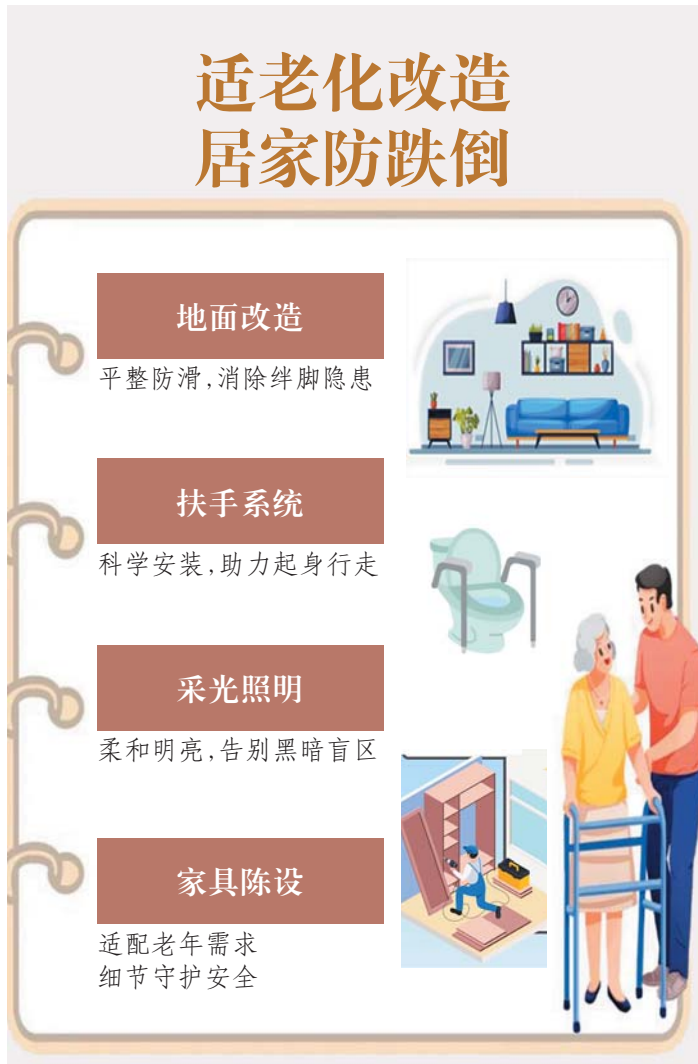 适老化改造
居家防跌倒
地面改造
平整防滑,消除绊脚隐患
扶手系统
科学安装,助力起身行走
采光照明
柔和明亮,告别黑暗盲区
家具陈设
适配老年需求
细节守护安全